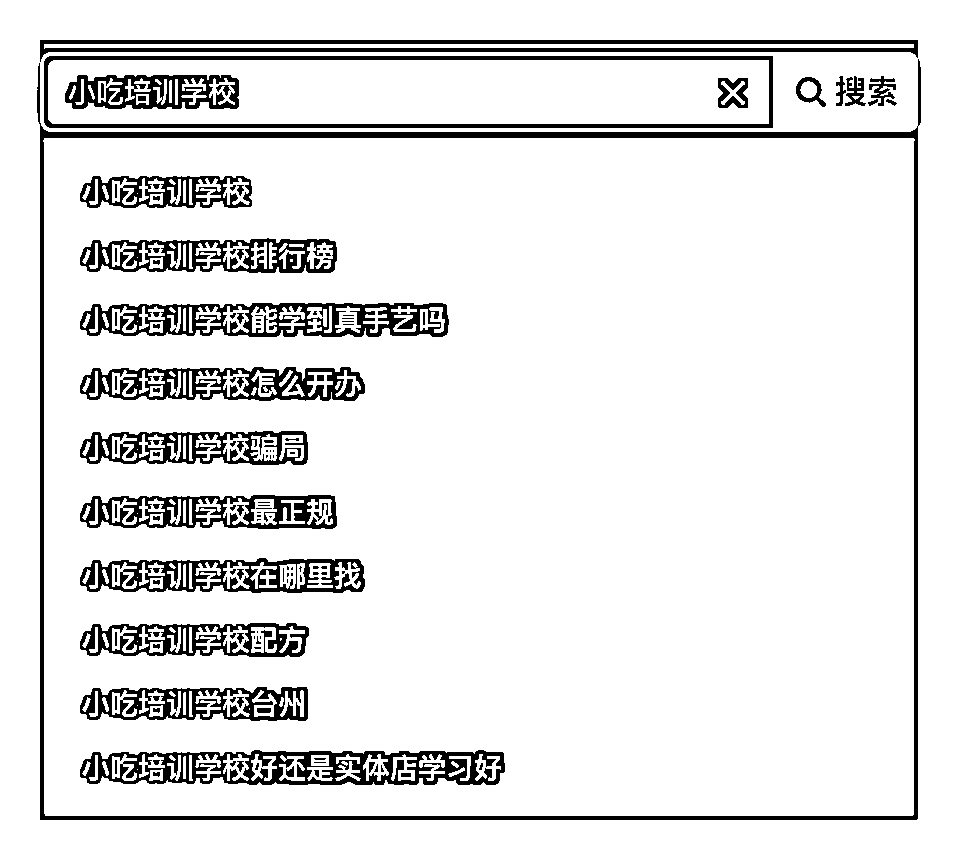 小吃培训学校 搜索
小吃培训学校
小吃培训学校排行榜
小吃培训学校能学到真手艺吗
小吃培训学校怎么开办
小吃培训学校骗局
小吃培训学校最正规
小吃培训学校在哪里找
小吃培训学校配方
小吃培训学校台州
小吃培训学校好还是实体店学习好